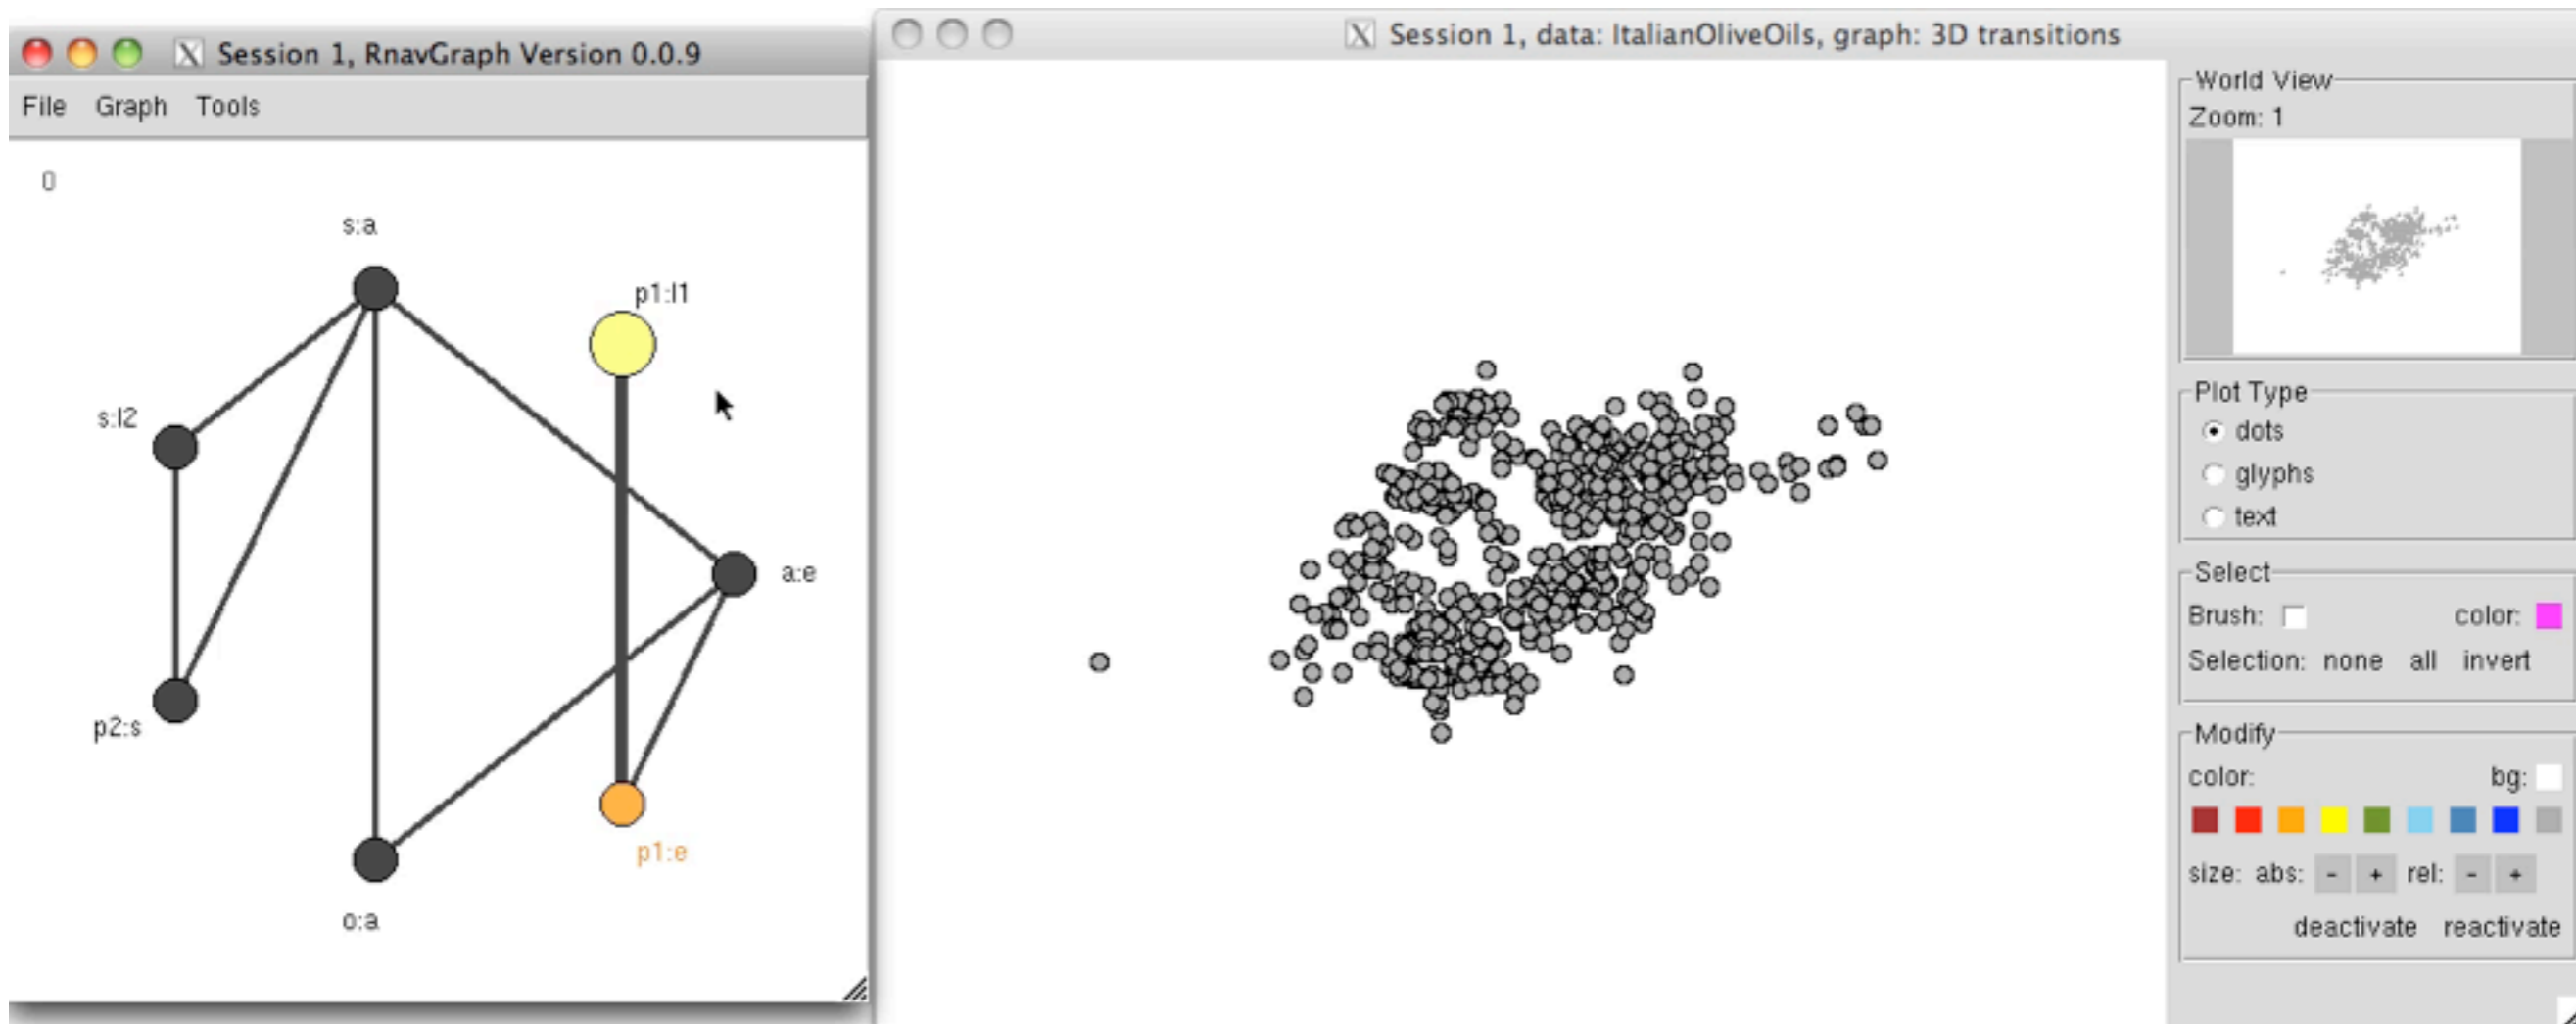 Session 1, RnavGraph Version 0.0.9
File Graph Tools
0
s:a
p1:l1
s:l2
a:e
p2:s
p1:e
o:a
Session 1, data: ItalianOliveOils, graph: 3D transitions
World View
Zoom: 1
Plot Type
dots
glyphs
text
Select
Brush: color:
Selection: none all invert
Modify
color: bg:
size: abs: - + rel: - +
deactivate reactivate